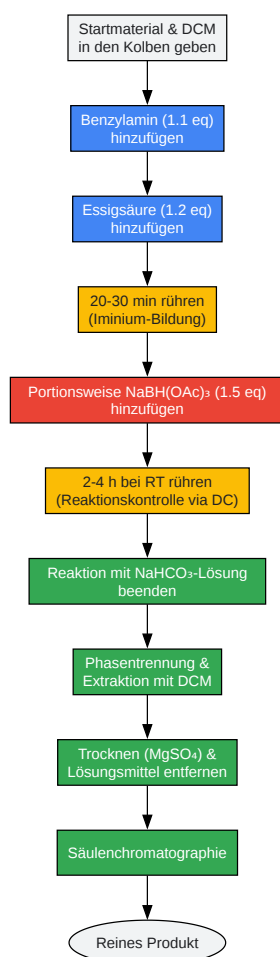 Startmaterial & DCM
in den Kolben geben
Benzylamin (1.1 eq)
hinzufügen
Essigsäure (1.2 eq)
hinzufügen
20-30 min rühren
(Iminium-Bildung)
Portionsweise NaBH(OAc)₃ (1.5 eq)
hinzufügen
2-4 h bei RT rühren
(Reaktionskontrolle via DC)
Reaktion mit NaHCO₃-Lösung
beenden
Phasentrennung &
Extraktion mit DCM
Trocknen (MgSO₄) &
Lösungsmittel entfernen
Säulenchromatographie
Reines Produkt